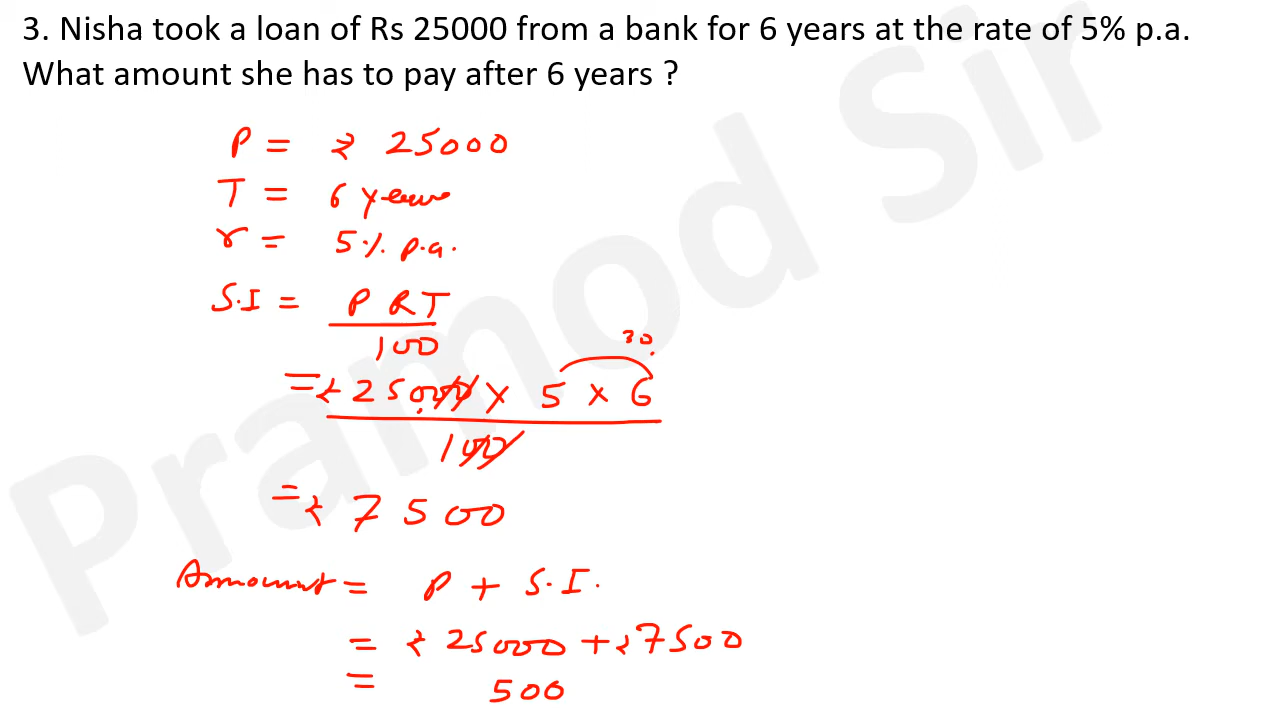 3. Nisha took a loan of Rs 25000 from a bank for 6 years at the rate of 5% p.a.
What amount she has to pay after 6 years ?
P = ₹ 25000
T = 6 years
r = 5% p.a.
S.I = P R T
100
30
= ₹ 25000 × 5 × 6
100
= ₹ 7500
Amount = P + S.I.
= ₹ 25000 + ₹ 7500
= 500
Pramod Sir